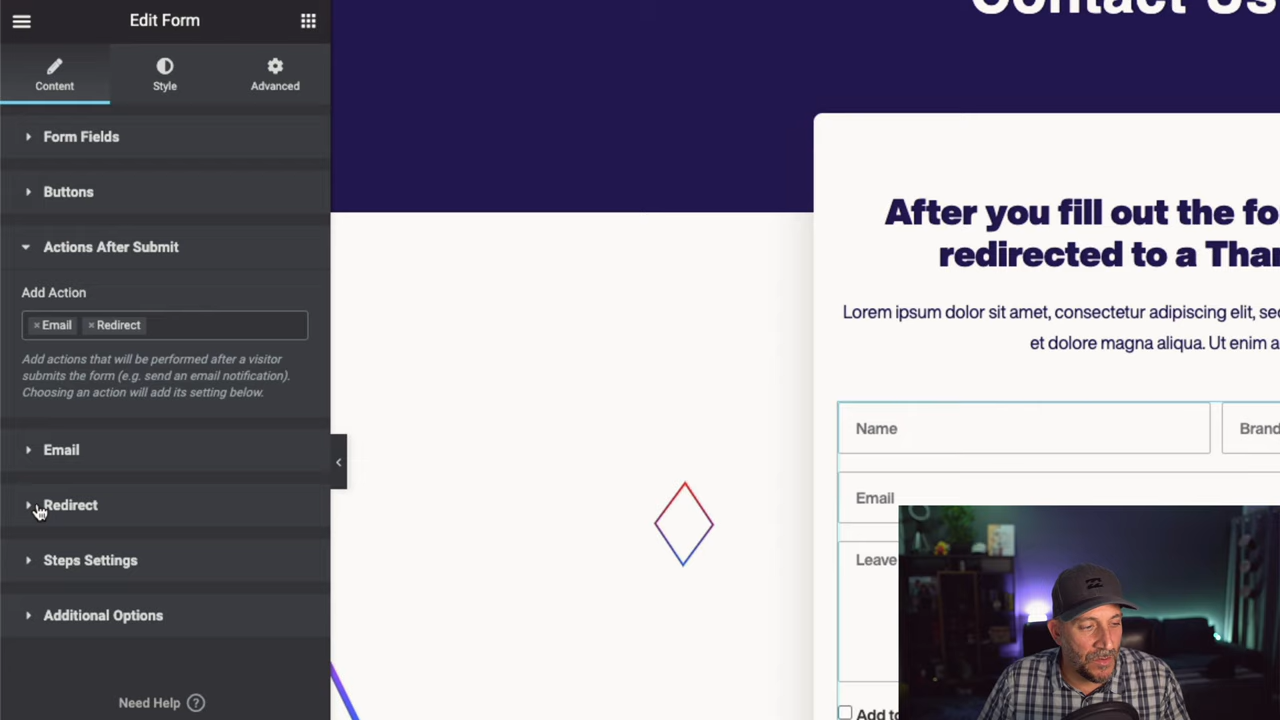 Edit Form
Content
Style
Advanced
Form Fields
Buttons
Actions After Submit
Add Action
× Email × Redirect
Add actions that will be performed after a visitor
submits the form (e.g. send an email notification).
Choosing an action will add its setting below.
Email
Redirect
Steps Settings
Additional Options
Need Help ?
Contact Us
After you fill out the fo
redirected to a Than
Lorem ipsum dolor sit amet, consectetur adipiscing elit, se
et dolore magna aliqua. Ut enim a
Name
Brand
Email
Leave
Add to